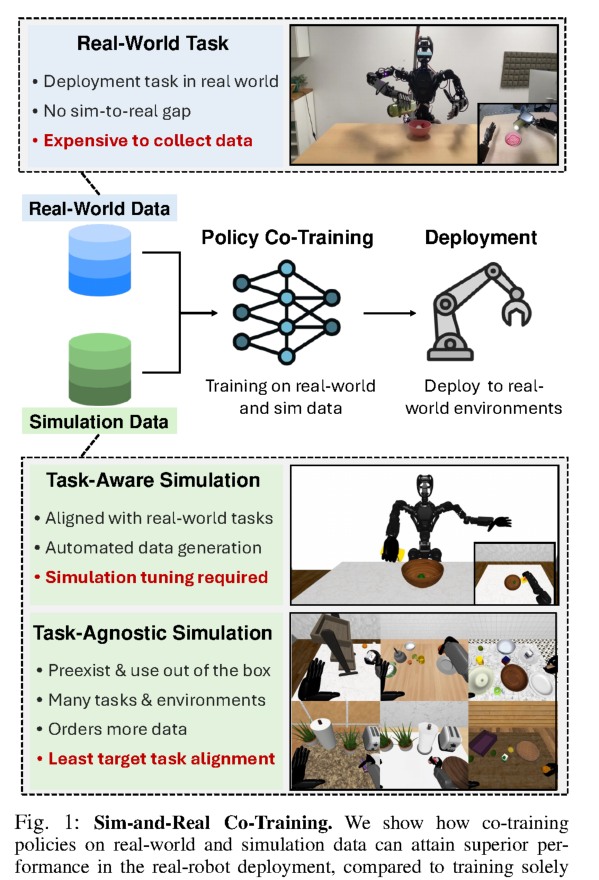 Real-World Task
• Deployment task in real world
• No sim-to-real gap
• Expensive to collect data
Real-World Data
Policy Co-Training
Deployment
Training on real-world
and sim data
Deploy to real-
world environments
Simulation Data
Task-Aware Simulation
• Aligned with real-world tasks
• Automated data generation
• Simulation tuning required
Task-Agnostic Simulation
• Preexist & use out of the box
• Many tasks & environments
• Orders more data
• Least target task alignment
Fig. 1: Sim-and-Real Co-Training. We show how co-training
policies on real-world and simulation data can attain superior per-
formance in the real-robot deployment, compared to training solely